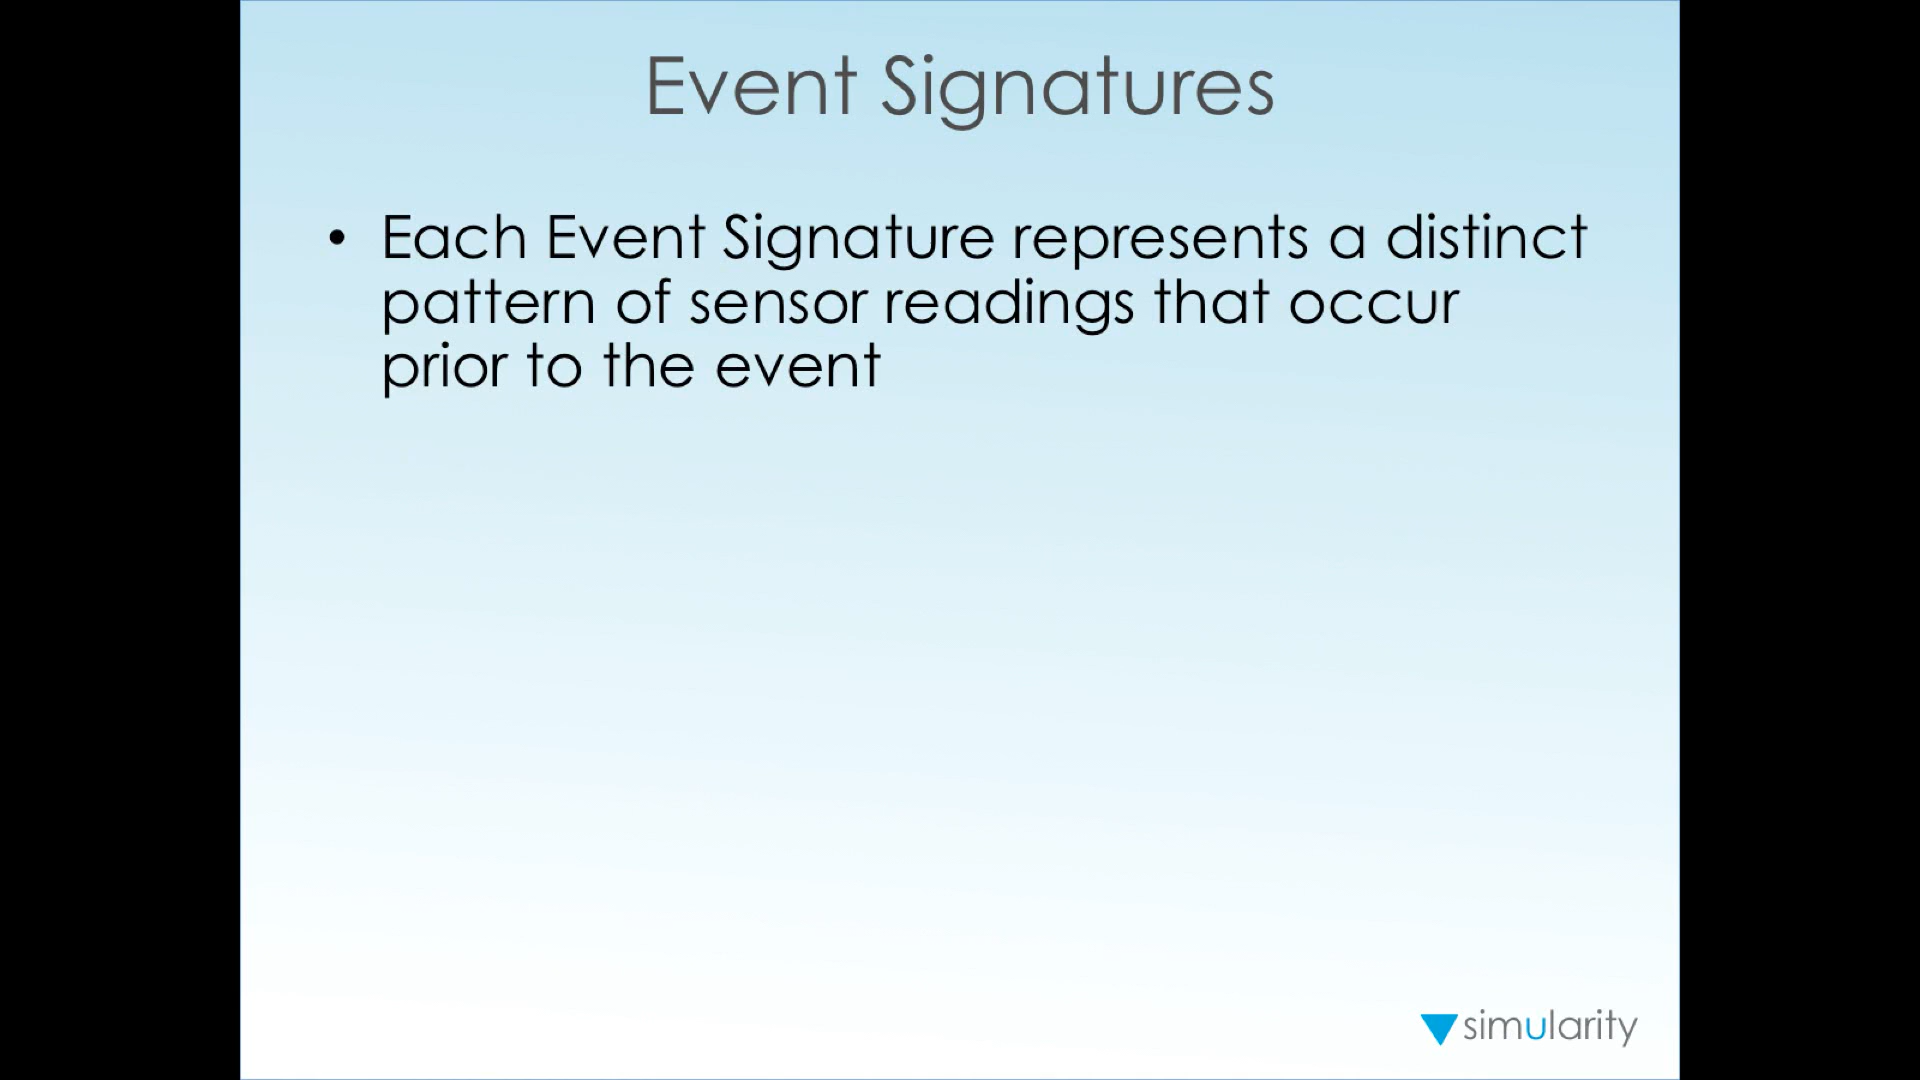 Event Signatures
• Each Event Signature represents a distinct
pattern of sensor readings that occur
prior to the event
simularity